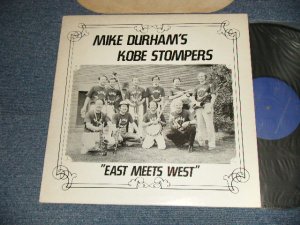 MIKE DURHAM'S
KOBE STOMPERS
"EAST MEETS WEST"